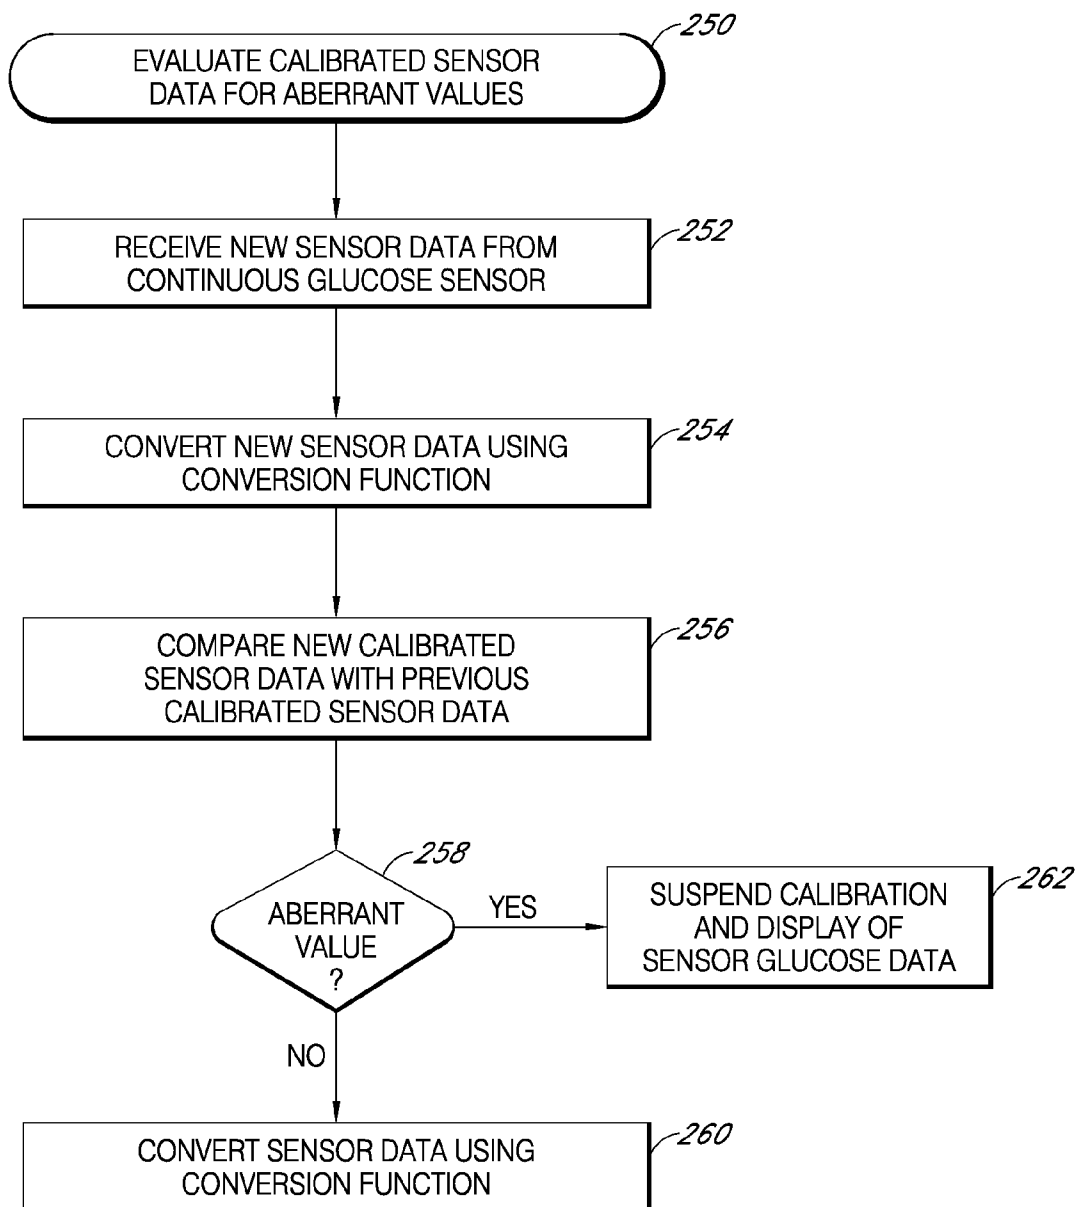 250
EVALUATE CALIBRATED SENSOR
DATA FOR ABERRANT VALUES
252
RECEIVE NEW SENSOR DATA FROM
CONTINUOUS GLUCOSE SENSOR
254
CONVERT NEW SENSOR DATA USING
CONVERSION FUNCTION
256
COMPARE NEW CALIBRATED
SENSOR DATA WITH PREVIOUS
CALIBRATED SENSOR DATA
258
ABERRANT
VALUE
?
YES
262
SUSPEND CALIBRATION
AND DISPLAY OF
SENSOR GLUCOSE DATA
NO
260
CONVERT SENSOR DATA USING
CONVERSION FUNCTION